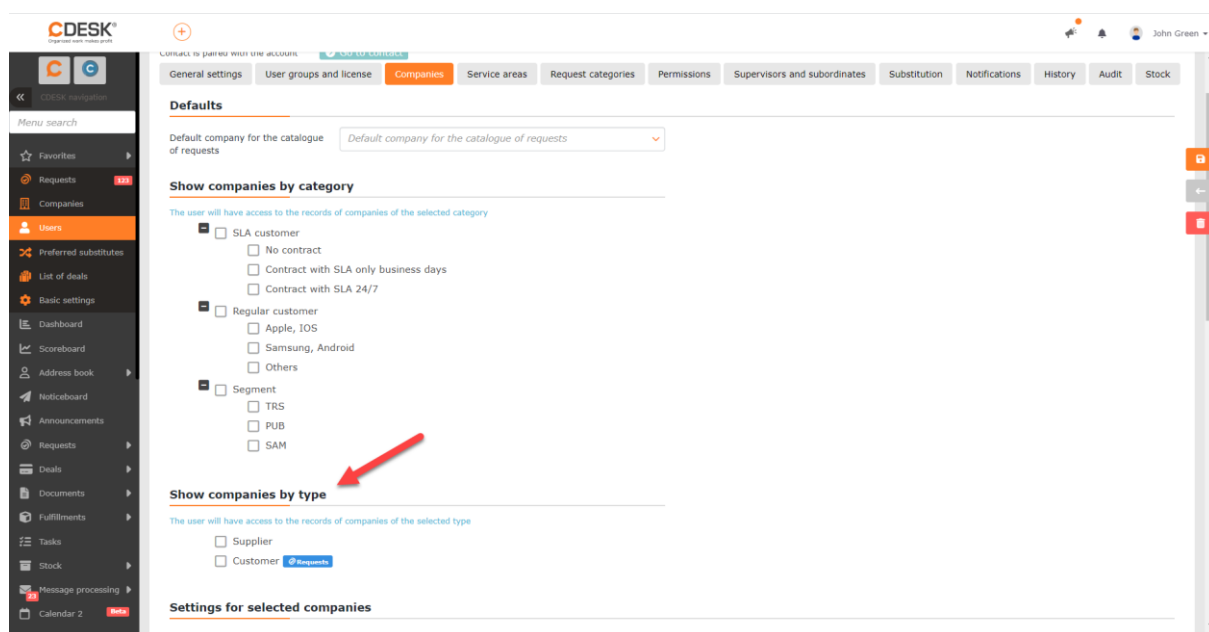 CDESK®
Organized work makes profit
John Green
Contact is paired with the account Go to contact
CDESK navigation
Menu search
Favorites
Requests 123
Companies
Users
Preferred substitutes
List of deals
Basic settings
Dashboard
Scoreboard
Address book
Noticeboard
Announcements
Requests
Deals
Documents
Fulfillments
Tasks
Stock
Message processing
23
Calendar 2 Beta
General settings User groups and license Companies Service areas Request categories Permissions Supervisors and subordinates Substitution Notifications History Audit Stock
Defaults
Default company for the catalogue
of requests
Default company for the catalogue of requests
Show companies by category
The user will have access to the records of companies of the selected category
SLA customer
No contract
Contract with SLA only business days
Contract with SLA 24/7
Regular customer
Apple, IOS
Samsung, Android
Others
Segment
TRS
PUB
SAM
Show companies by type
The user will have access to the records of companies of the selected type
Supplier
Customer Requests
Settings for selected companies